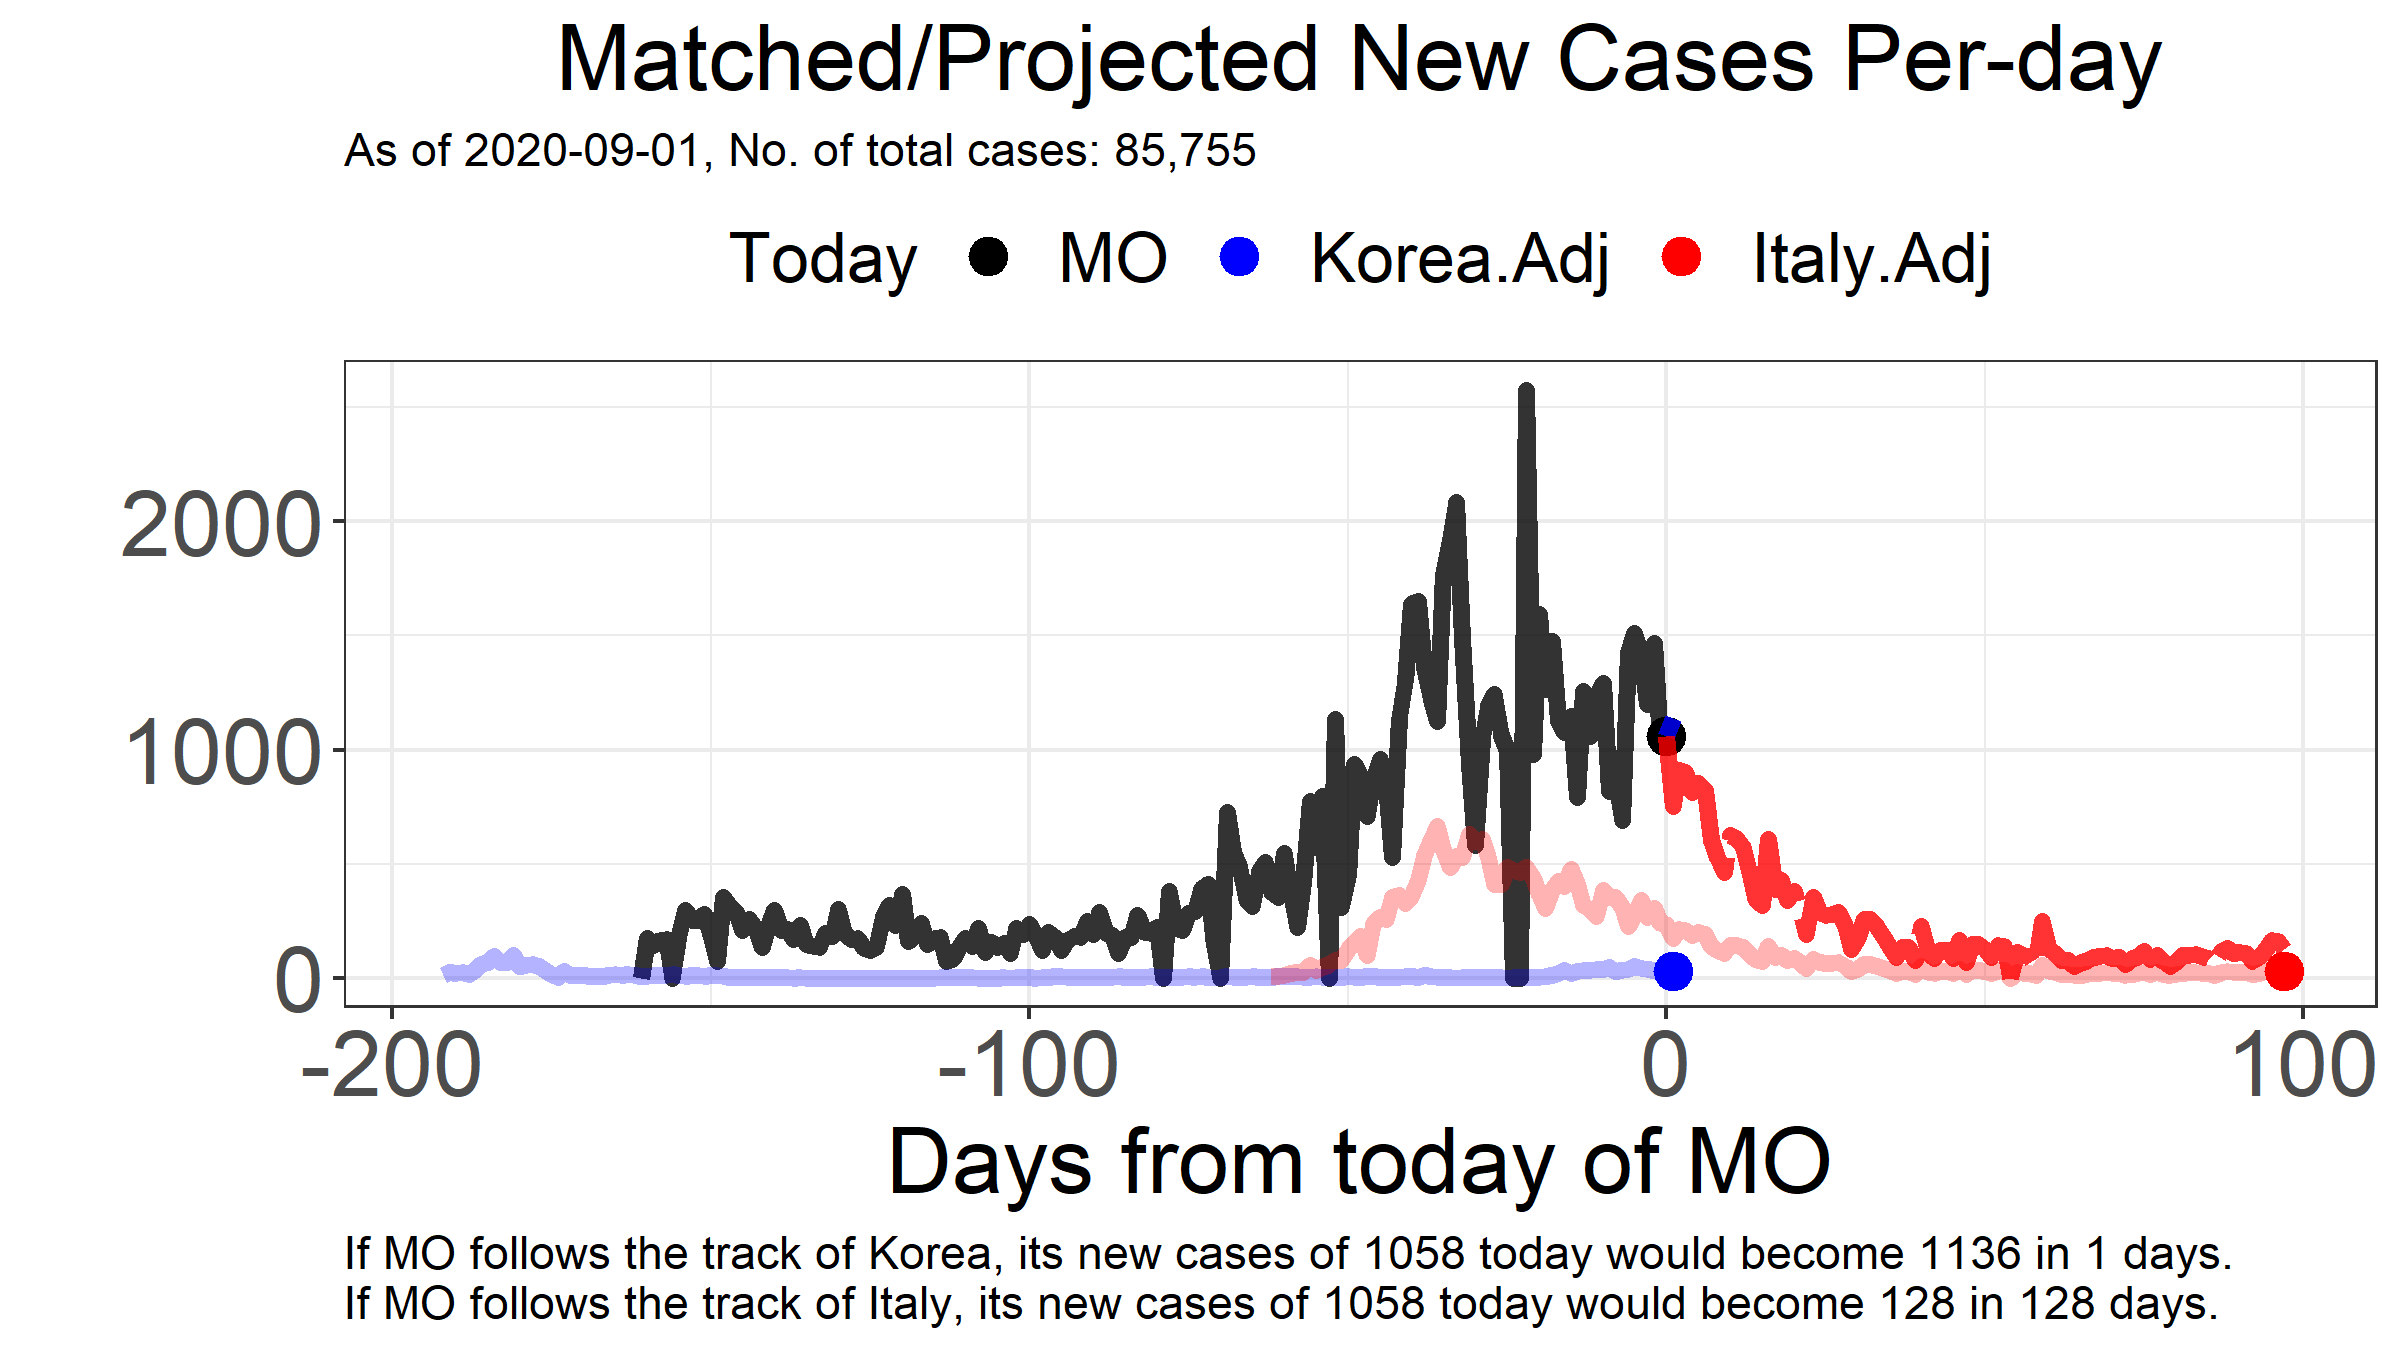 Matched/Projected New Cases Per-day
As of 2020-09-01, No. of total cases: 85,755
Today MO Korea.Adj Italy.Adj
2000
1000
0
-200 -100 0 100
Days from today of MO
If MO follows the track of Korea, its new cases of 1058 today would become 1136 in 1 days.
If MO follows the track of Italy, its new cases of 1058 today would become 128 in 128 days.